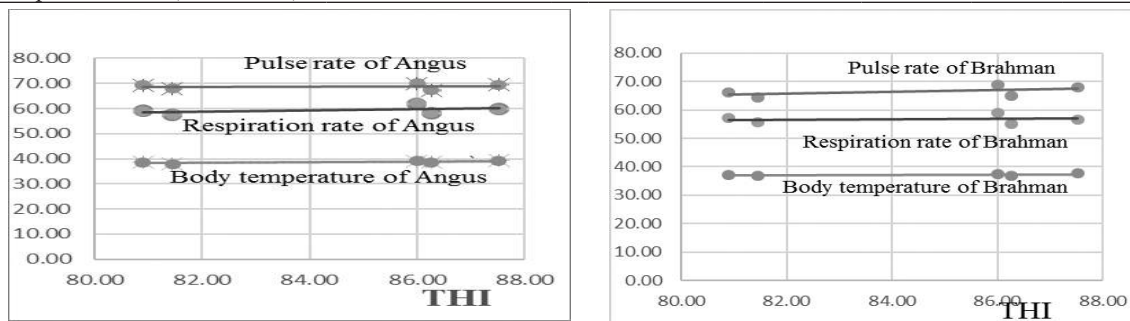 80.00
70.00
60.00
50.00
40.00
30.00
20.00
10.00
0.00
Pulse rate of Angus
Respiration rate of Angus
Body temperature of Angus
80.00 82.00 84.00 86.00 88.00
THI
80.00
70.00
60.00
50.00
40.00
30.00
20.00
10.00
0.00
Pulse rate of Brahman
Respiration rate of Brahman
Body temperature of Brahman
80.00 82.00 84.00 86.00 88.00
THI